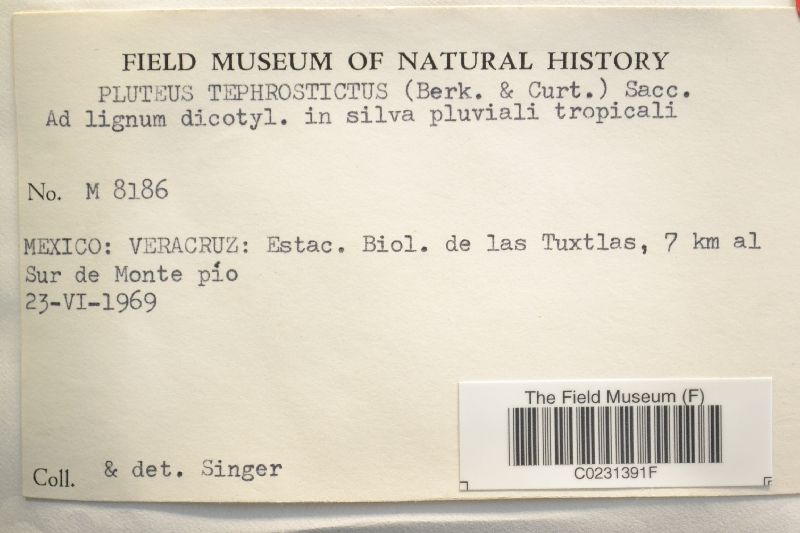 FIELD MUSEUM OF NATURAL HISTORY
PLUTEUS TEPHROSTICTUS (Berk. & Curt.) Sacc.
Ad lignum dicotyl. in silva pluviali tropicali
No. M 8186
MEXICO: VERACRUZ: Estac. Biol. de las Tuxtlas, 7 km al
Sur de Monte pío
23-VI-1969
The Field Museum (F)
C0231391F
Coll. & det. Singer